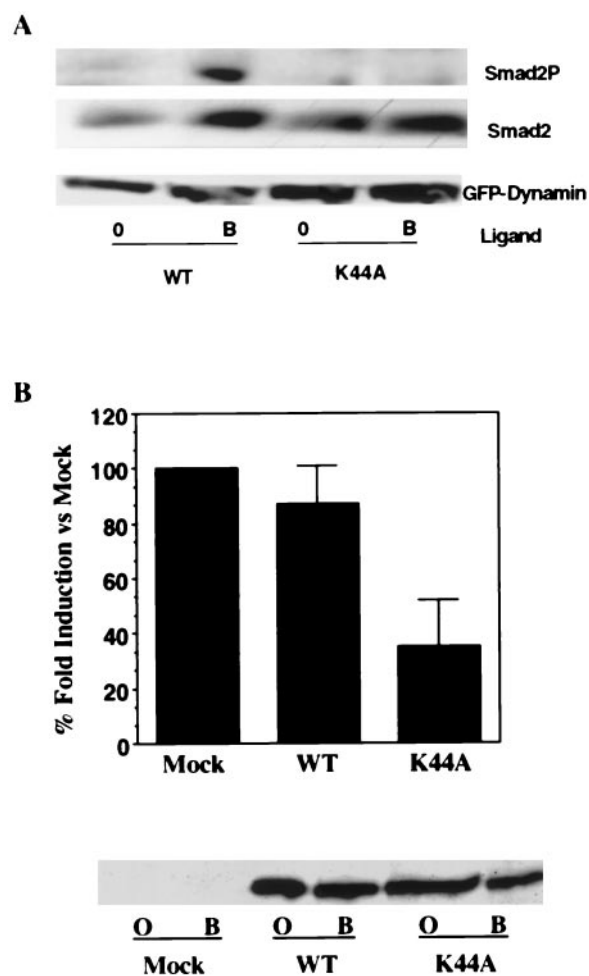 A
Smad2P
Smad2
GFP-Dynamin
0 B 0 B Ligand
WT K44A
B
% Fold Induction vs Mock
120
100
80
60
40
20
0
Mock WT K44A
O B O B O B
Mock WT K44A